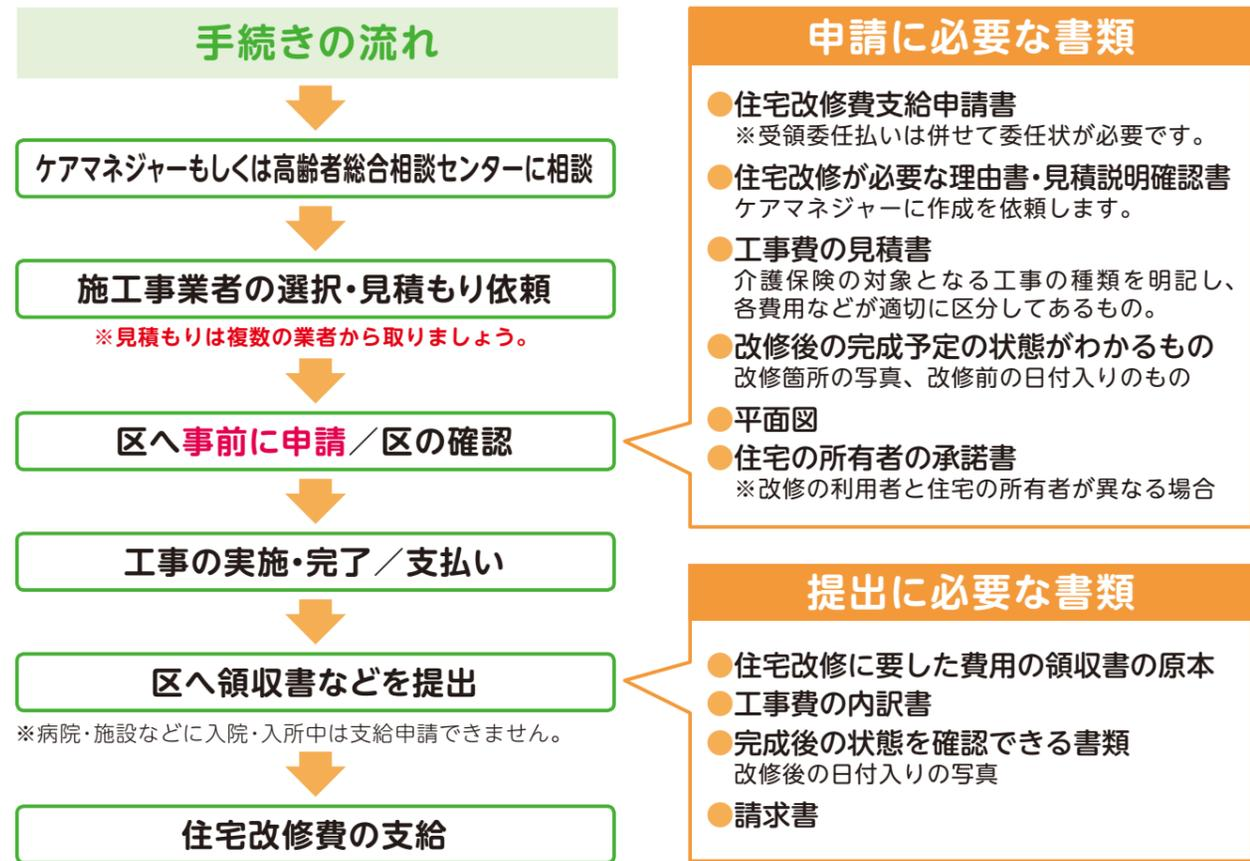 手続きの流れ
ケアマネジャーもしくは高齢者総合相談センターに相談
施工事業者の選択・見積もり依頼
※見積もりは複数の業者から取りましょう。
区へ事前に申請／区の確認
工事の実施・完了／支払い
区へ領収書などを提出
※病院・施設などに入院・入所中は支給申請できません。
住宅改修費の支給
申請に必要な書類
●住宅改修費支給申請書
※受領委任払いは併せて委任状が必要です。
●住宅改修が必要な理由書・見積説明確認書
ケアマネジャーに作成を依頼します。
●工事費の見積書
介護保険の対象となる工事の種類を明記し、
各費用などが適切に区分してあるもの。
●改修後の完成予定の状態がわかるもの
改修箇所の写真、改修前の日付入りのもの
●平面図
●住宅の所有者の承諾書
※改修の利用者と住宅の所有者が異なる場合
提出に必要な書類
●住宅改修に要した費用の領収書の原本
●工事費の内訳書
●完成後の状態を確認できる書類
改修後の日付入りの写真
●請求書